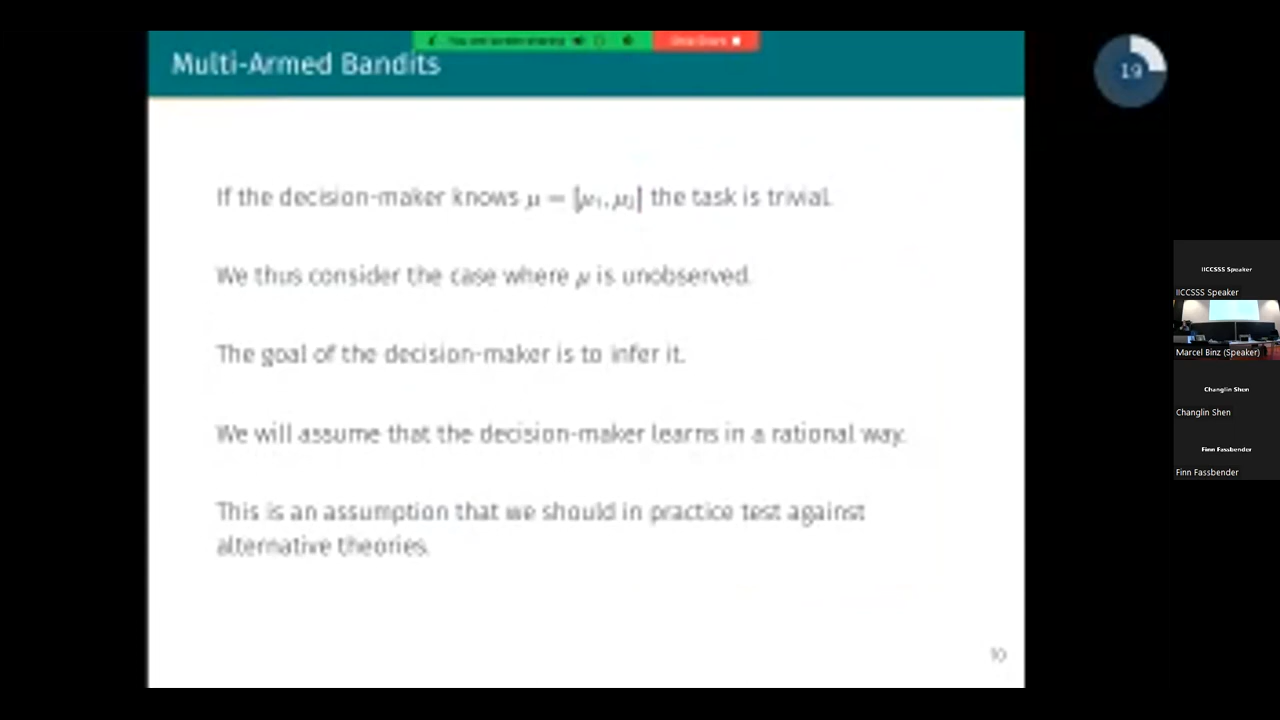 Multi-Armed Bandits
19
If the decision-maker knows μ = [μ₁, μ₂] the task is trivial.
We thus consider the case where μ is unobserved.
The goal of the decision-maker is to infer it.
We will assume that the decision-maker learns in a rational way.
This is an assumption that we should in practice test against
alternative theories.
10
IICCSSS Speaker
IICCSSS Speaker
Marcel Binz (Speaker)
Changlin Shen
Changlin Shen
Finn Fassbender
Finn Fassbender